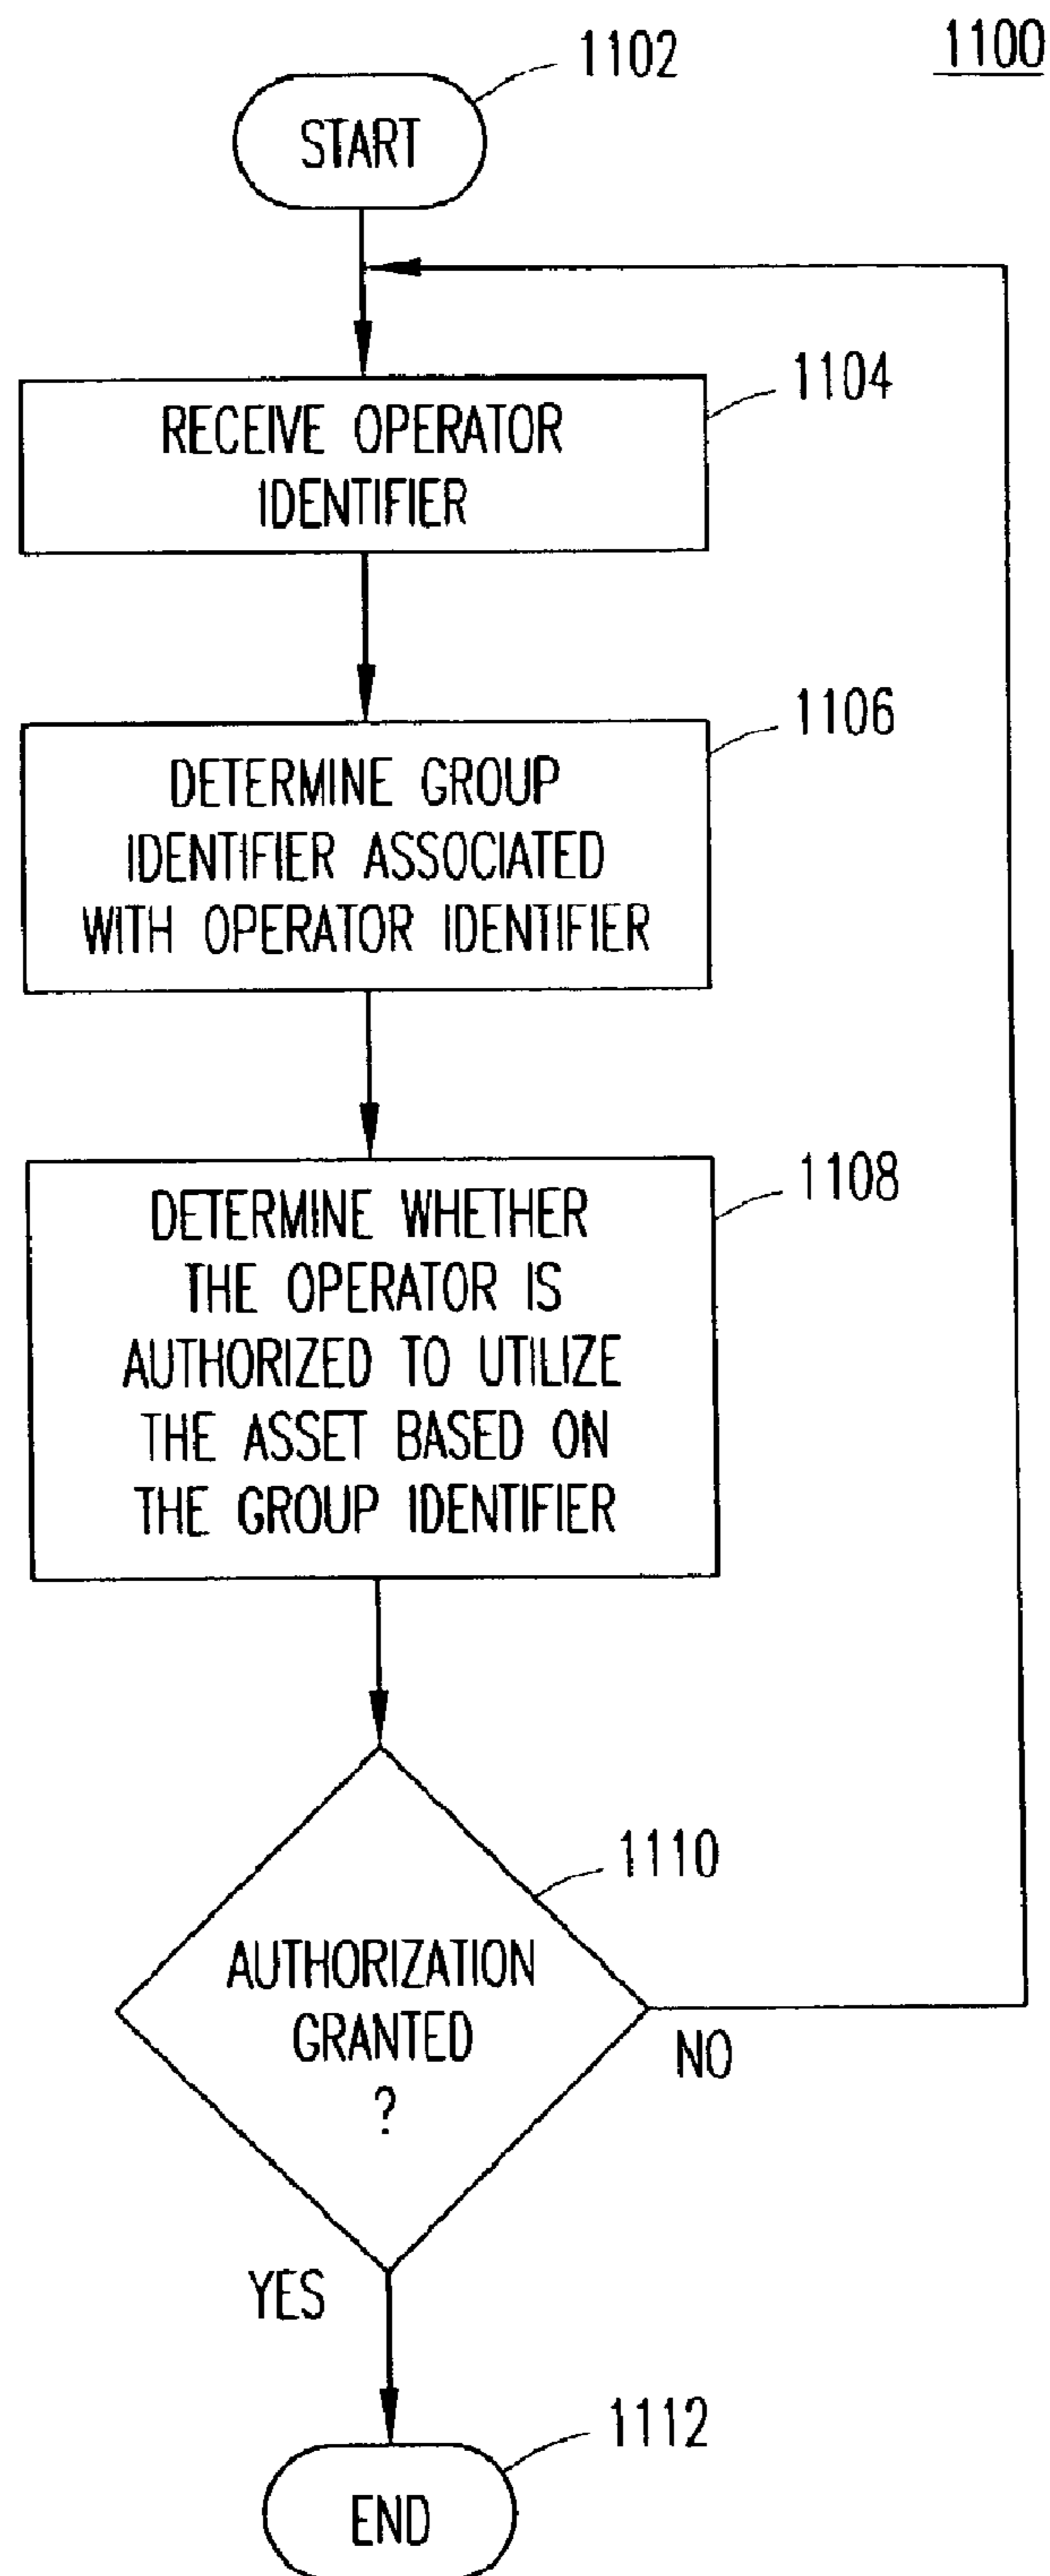 1100
1102
START
1104
RECEIVE OPERATOR
IDENTIFIER
1106
DETERMINE GROUP
IDENTIFIER ASSOCIATED
WITH OPERATOR IDENTIFIER
1108
DETERMINE WHETHER
THE OPERATOR IS
AUTHORIZED TO UTILIZE
THE ASSET BASED ON
THE GROUP IDENTIFIER
1110
AUTHORIZATION
GRANTED
?
NO
YES
1112
END